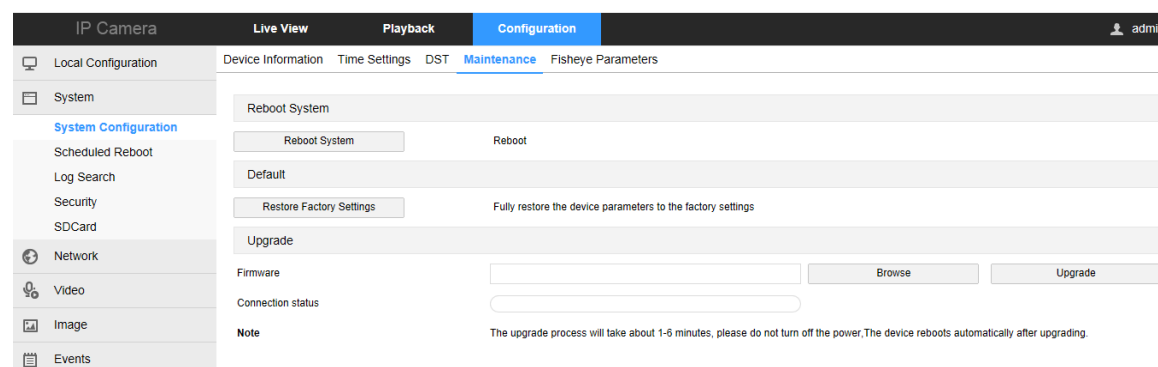 IP Camera Live View Playback Configuration admi
Local Configuration
System
System Configuration
Scheduled Reboot
Log Search
Security
SDCard
Network
Video
Image
Events
Device Information Time Settings DST Maintenance Fisheye Parameters
Reboot System
Reboot System Reboot
Default
Restore Factory Settings Fully restore the device parameters to the factory settings
Upgrade
Firmware Browse Upgrade
Connection status
Note The upgrade process will take about 1-6 minutes, please do not turn off the power,The device reboots automatically after upgrading.